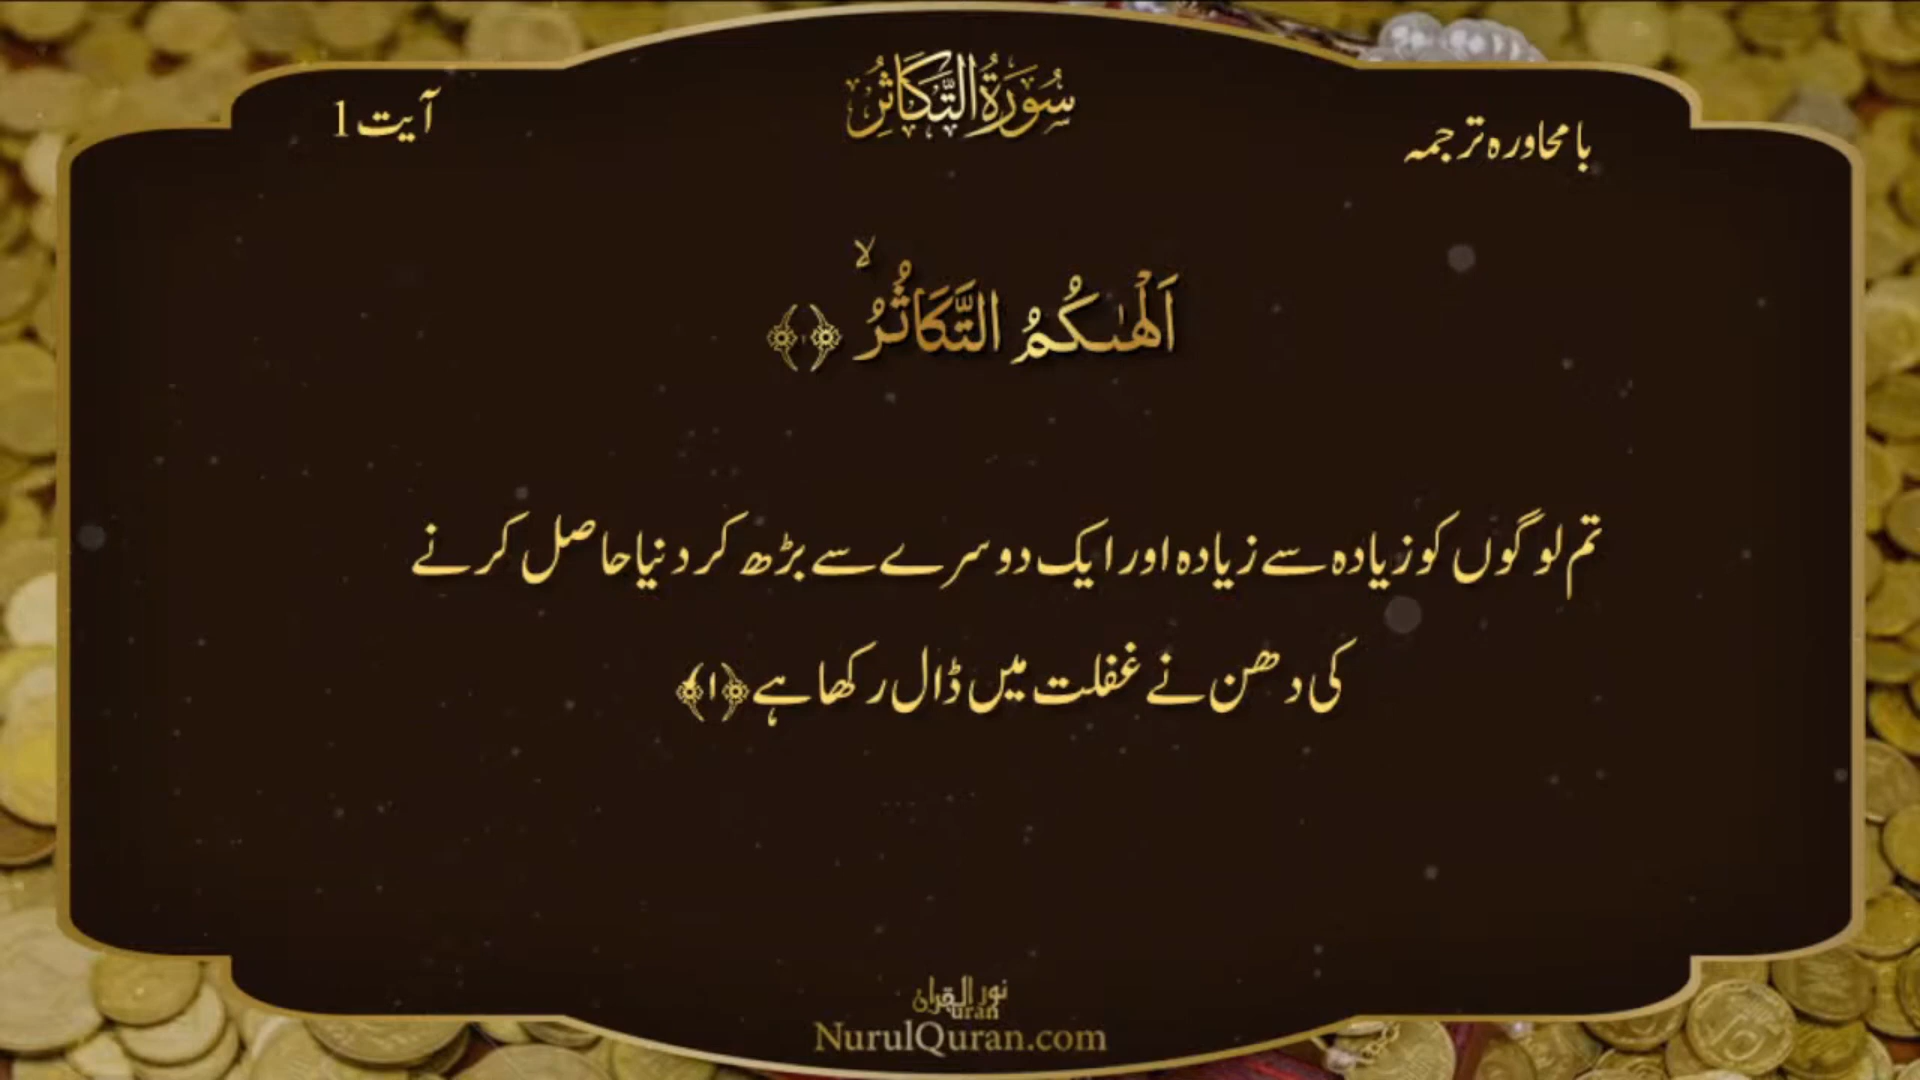 سُوْرَةُ التَّكَاثُرِ
بامحاورہ ترجمہ
آیت 1
اَلْهٰىكُمُ التَّكَاثُرُۙ ﴿۱﴾
تم لوگوں کو زیادہ سے زیادہ اور ایک دوسرے سے بڑھ کر دنیا حاصل کرنے
کی دھن نے غفلت میں ڈال رکھا ہے ﴿۱﴾
نور القرآن
Quran
NurulQuran.com